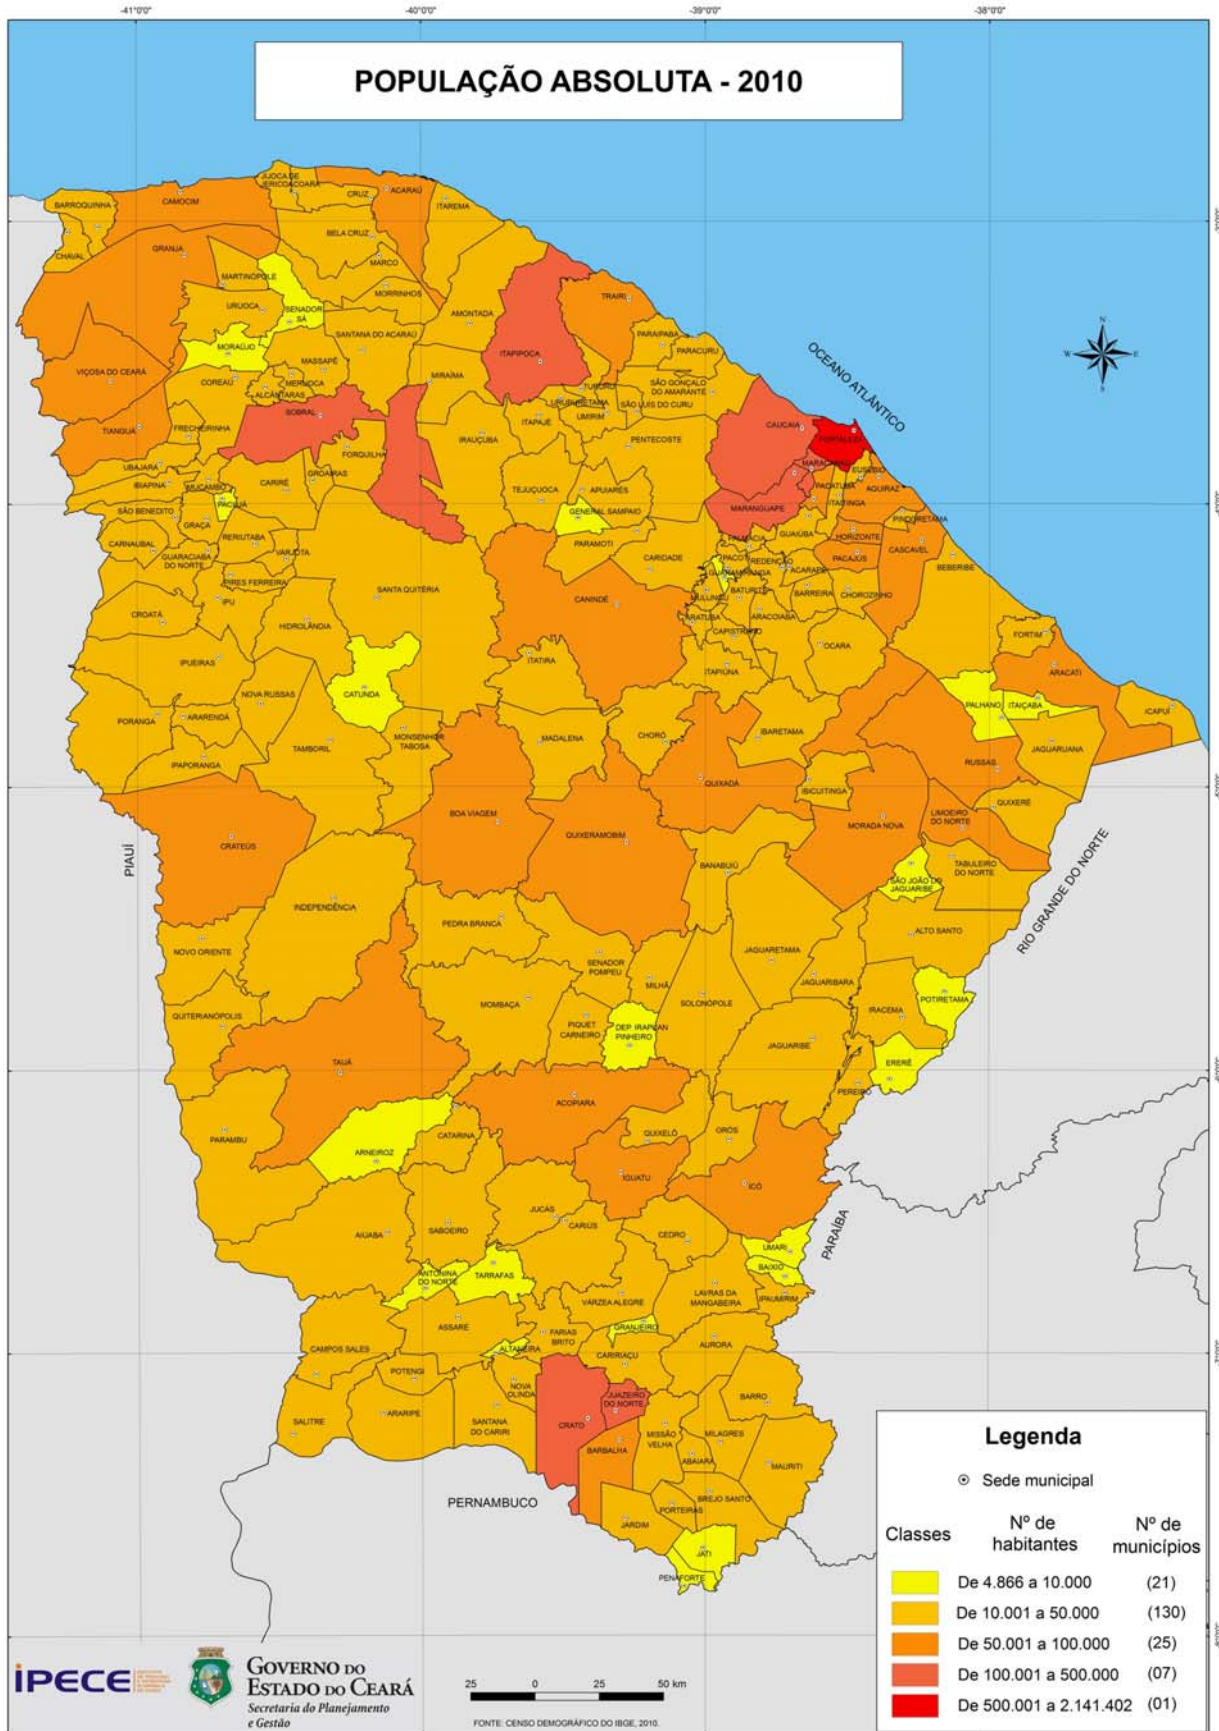 -41°0'0"
-40°0'0"
-39°0'0"
-38°0'0"
POPULAÇÃO ABSOLUTA - 2010
JIJOCA DE
JERICOACOARA
CRUZ
ACARAÚ
BARROQUINHA
CAMOCIM
ITAREMA
CHAVAL
BELA CRUZ
GRANJA
MARCO
MARTINÓPOLE
MORRINHOS
TRAIRI
URUOCA
SENADOR
SÁ
AMONTADA
MORAÚJO
SANTANA DO ACARAÚ
PARAIPABA
PARACURU
OCEANO ATLÂNTICO
N
W
E
S
ITAPIPOCA
MASSAPÊ
VIÇOSA DO CEARÁ
COREAÚ
MERUOCA
MIRAÍMA
ALCÂNTARAS
TURURU
SÃO GONÇALO
DO AMARANTE
URUBURETAMA
SOBRAL
UMIRIM
SÃO LUÍS DO CURU
TIANGUÁ
FRECHEIRINHA
ITAPAJÉ
CAUCAIA
FORTALEZA
IRAUÇUBA
PENTECOSTE
UBAJARA
FORQUILHA
MARACANAÚ
EUSÉBIO
IBIAPINA
MUCAMBO
CARIRÉ
GROAÍRAS
TEJUÇUOCA
APUIARÉS
PACATUBA
AQUIRAZ
ITAITINGA
PACUJÁ
SÃO BENEDITO
GENERAL SAMPAIO
MARANGUAPE
PINDORETAMA
GRAÇA
GUAIÚBA
HORIZONTE
CARNAUBAL
RERIUTABA
PARAMOTI
PALMÁCIA
CASCAVEL
GUARACIABA
DO NORTE
VARJOTA
CARIDADE
PACOTI
REDENÇÃO
PACAJUS
BEBERIBE
GUARAMIRANGA
ACARAPE
PIRES FERREIRA
SANTA QUITÉRIA
MULUNGU
BATURITÉ
BARREIRA
CHOROZINHO
IPU
CANINDÉ
CROATÁ
ARATUBA
ARACOIABA
HIDROLÂNDIA
CAPISTRANO
FORTIM
OCARA
IPUEIRAS
ITATIRA
ITAPIÚNA
ARACATI
CATUNDA
NOVA RUSSAS
PALHANO
ITAIÇABA
ICAPUÍ
PORANGA
ARARENDÁ
MONSENHOR
TABOSA
MADALENA
CHORÓ
IBARETAMA
TAMBORIL
JAGUARUANA
IPAPORANGA
RUSSAS
QUIXADÁ
IBICUITINGA
QUIXERÉ
BOA VIAGEM
LIMOEIRO
DO NORTE
MORADA NOVA
QUIXERAMOBIM
CRATEÚS
PIAUÍ
BANABUIÚ
TABULEIRO
DO NORTE
SÃO JOÃO DO
JAGUARIBE
RIO GRANDE DO NORTE
INDEPENDÊNCIA
PEDRA BRANCA
ALTO SANTO
NOVO ORIENTE
SENADOR
POMPEU
JAGUARETAMA
MILHÃ
JAGUARIBARA
MOMBAÇA
SOLONÓPOLE
POTIRETAMA
QUITERIANÓPOLIS
IRACEMA
PIQUET
CARNEIRO
DEP. IRAPUAN
PINHEIRO
JAGUARIBE
TAUÁ
ERERÊ
PEREIRO
ACOPIARA
PARAMBU
CATARINA
QUIXELÔ
ORÓS
ARNEIROZ
IGUATU
ICÓ
JUCÁS
CARIÚS
PARAÍBA
AIUABA
SABOEIRO
CEDRO
UMARI
BAIXIO
ANTONINA
DO NORTE
TARRAFAS
LAVRAS DA
MANGABEIRA
IPAUMIRIM
VÁRZEA ALEGRE
ASSARÉ
FARIAS
BRITO
GRANJEIRO
AURORA
CAMPOS SALES
ALTANEIRA
CARIRIAÇU
POTENGI
NOVA
OLINDA
JUAZEIRO
DO NORTE
BARRO
SALITRE
ARARIPE
SANTANA
DO CARIRI
CRATO
MISSÃO
VELHA
MILAGRES
BARBALHA
ABAIARA
MAURITI
PERNAMBUCO
BREJO SANTO
PORTEIRAS
JARDIM
JATI
PENAFORTE
Legenda
Sede municipal
Classes
Nº de
habitantes
Nº de
municípios
De 4.866 a 10.000 (21)
De 10.001 a 50.000 (130)
De 50.001 a 100.000 (25)
De 100.001 a 500.000 (07)
De 500.001 a 2.141.402 (01)
IPECE
GOVERNO DO
ESTADO DO CEARÁ
Secretaria do Planejamento
e Gestão
25 0 25 50 km
FONTE: CENSO DEMOGRÁFICO DO IBGE, 2010.